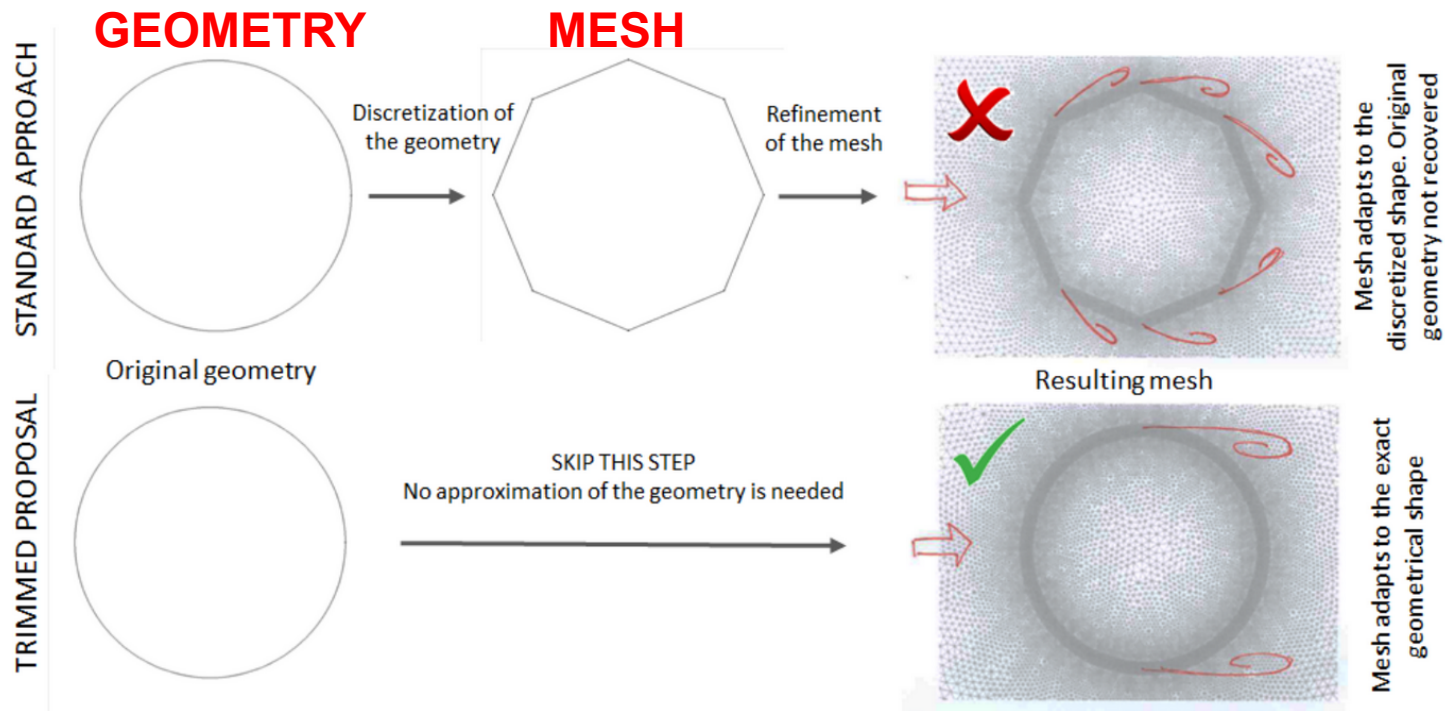 GEOMETRY
MESH
STANDARD APPROACH
Discretization of
the geometry
Refinement
of the mesh
Mesh adapts to the
discretized shape. Original
geometry not recovered
Original geometry
Resulting mesh
TRIMMED PROPOSAL
SKIP THIS STEP
No approximation of the geometry is needed
Mesh adapts to the exact
geometrical shape